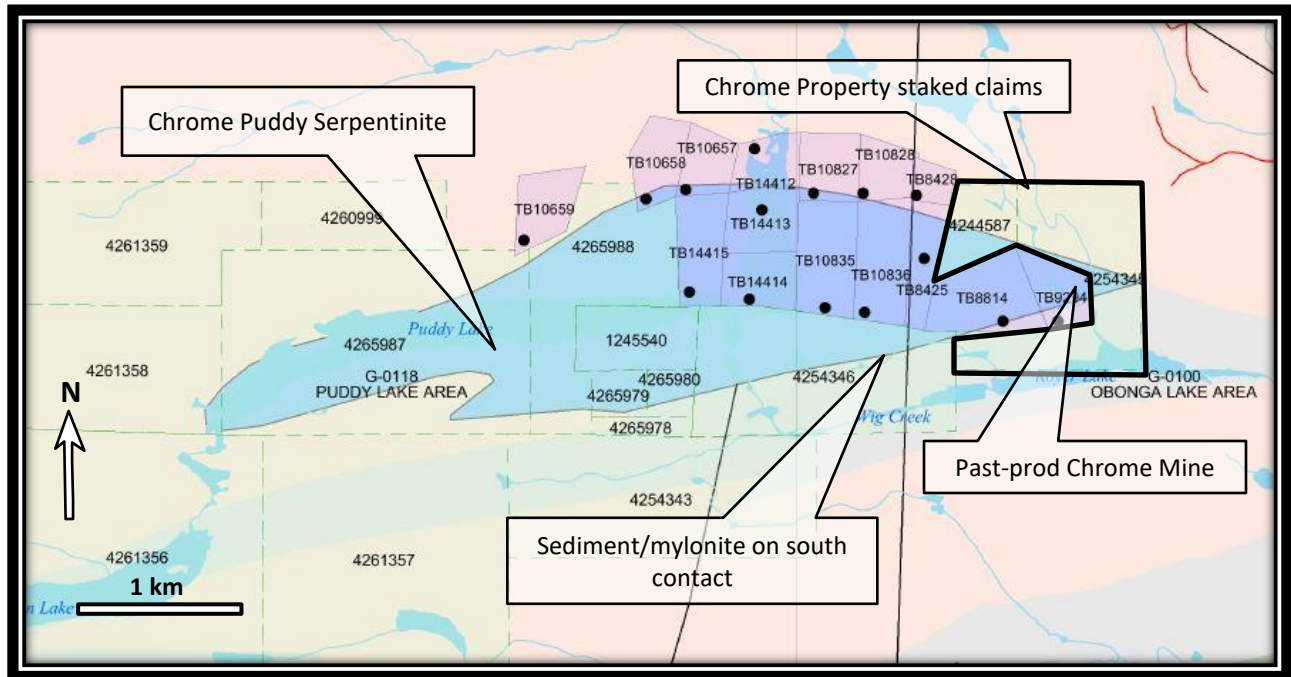 Chrome Property staked claims
Chrome Puddy Serpentinite
TB10657
TB10658
TB10828
TB10827
TB8428
TB14412
TB10659
TB14413
4260999
4244587
4261359
4265988
TB14415
TB10835
TB10836
TB14414
TB8425
TB8814
Puddy
4265987
1245540
4261358
G-0118
PUDDY LAKE AREA
4265980
4254346
4265979
4265978
Lake
G-0100
OBONGA LAKE AREA
N
Wig Creek
Past-prod Chrome Mine
4254343
Sediment/mylonite on south
contact
4261356
4261357
1 km
Lake